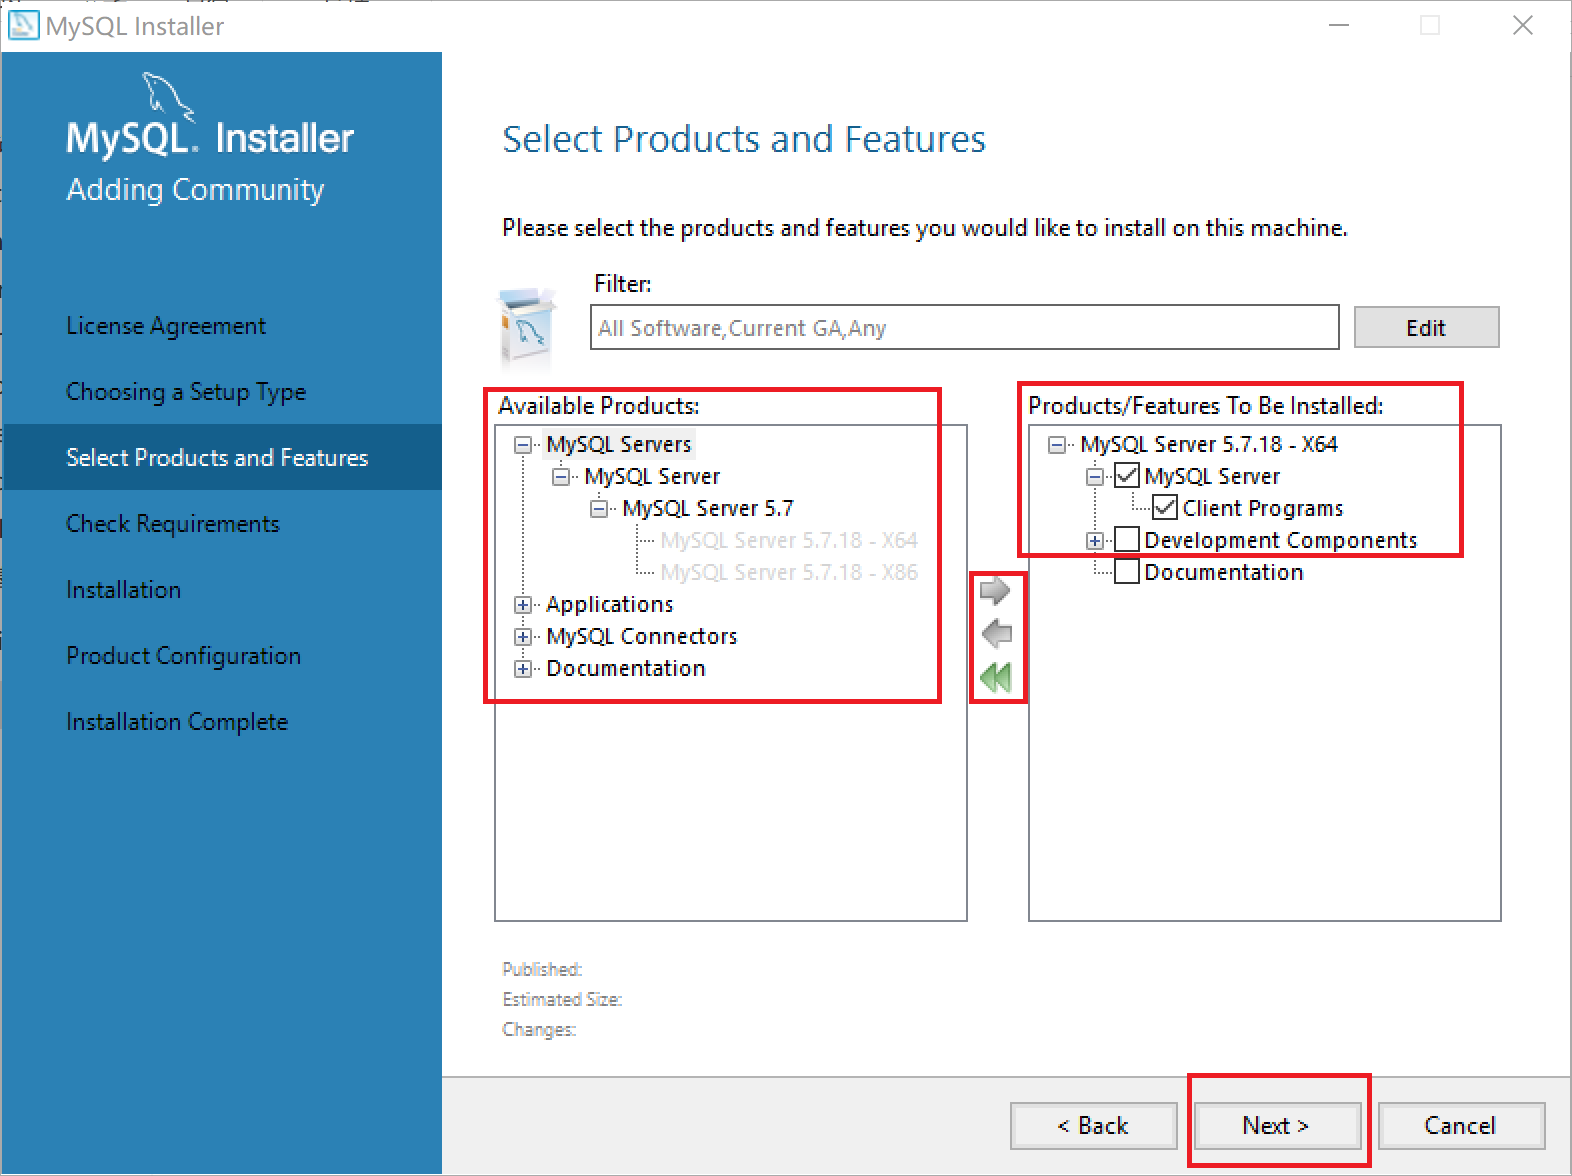 MySQL Installer
MySQL. Installer
Adding Community
License Agreement
Choosing a Setup Type
Select Products and Features
Check Requirements
Installation
Product Configuration
Installation Complete
Select Products and Features
Please select the products and features you would like to install on this machine.
Filter:
All Software,Current GA,Any
Edit
Available Products:
MySQL Servers
MySQL Server
MySQL Server 5.7
MySQL Server 5.7.18 - X64
MySQL Server 5.7.18 - X86
Applications
MySQL Connectors
Documentation
Products/Features To Be Installed:
MySQL Server 5.7.18 - X64
MySQL Server
Client Programs
Development Components
Documentation
Published:
Estimated Size:
Changes:
< Back
Next >
Cancel